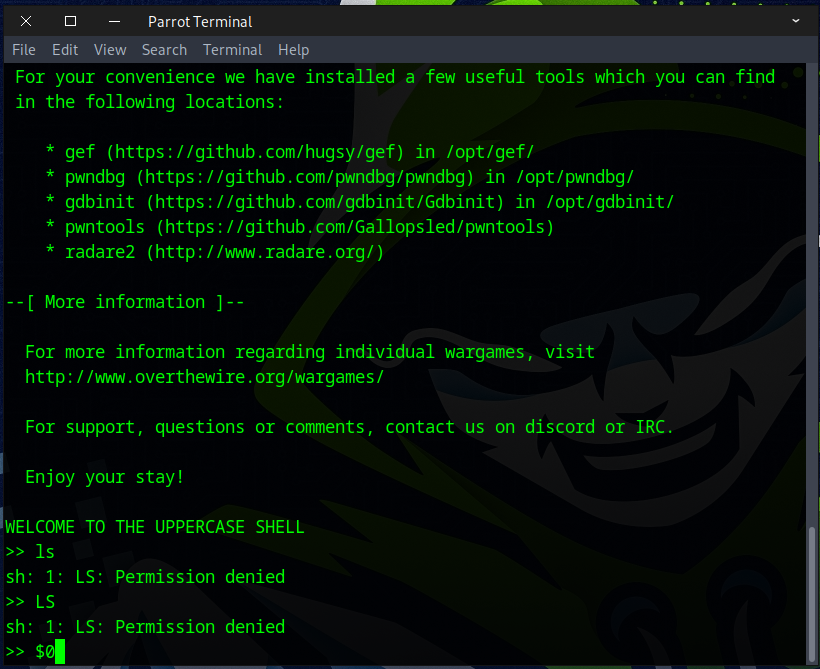 Parrot Terminal
File Edit View Search Terminal Help
For your convenience we have installed a few useful tools which you can find
in the following locations:
* gef (https://github.com/hugsy/gef) in /opt/gef/
* pwndbg (https://github.com/pwndbg/pwndbg) in /opt/pwndbg/
* gdbinit (https://github.com/gdbinit/Gdbinit) in /opt/gdbinit/
* pwntools (https://github.com/Gallopsled/pwntools)
* radare2 (http://www.radare.org/)
--[ More information ]--
For more information regarding individual wargames, visit
http://www.overthewire.org/wargames/
For support, questions or comments, contact us on discord or IRC.
Enjoy your stay!
WELCOME TO THE UPPERCASE SHELL
>> ls
sh: 1: LS: Permission denied
>> LS
sh: 1: LS: Permission denied
>> $0